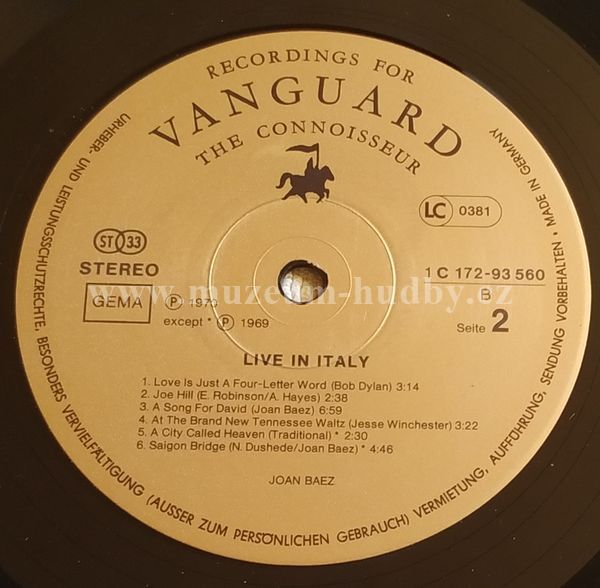 RECORDINGS FOR
VANGUARD
THE CONNOISSEUR
LC 0381
ST 33
STEREO
GEMA
℗ 1970
except * ℗ 1969
1 C 172-93 560
B
Seite 2
www.muzeum-hudby.cz
LIVE IN ITALY
1. Love Is Just A Four-Letter Word (Bob Dylan) 3:14
2. Joe Hill (E. Robinson/A. Hayes) 2:38
3. A Song For David (Joan Baez) 6:59
4. At The Brand New Tennessee Waltz (Jesse Winchester) 3:22
5. A City Called Heaven (Traditional) * 2:30
6. Saigon Bridge (N. Dushede/Joan Baez) * 4:46
JOAN BAEZ
URHEBER- UND LEISTUNGSSCHUTZRECHTE, BESONDERS VERVIELFÄLTIGUNG (AUSSER ZUM PERSÖNLICHEN GEBRAUCH) VERMIETUNG, AUFFÜHRUNG, SENDUNG VORBEHALTEN • MADE IN GERMANY